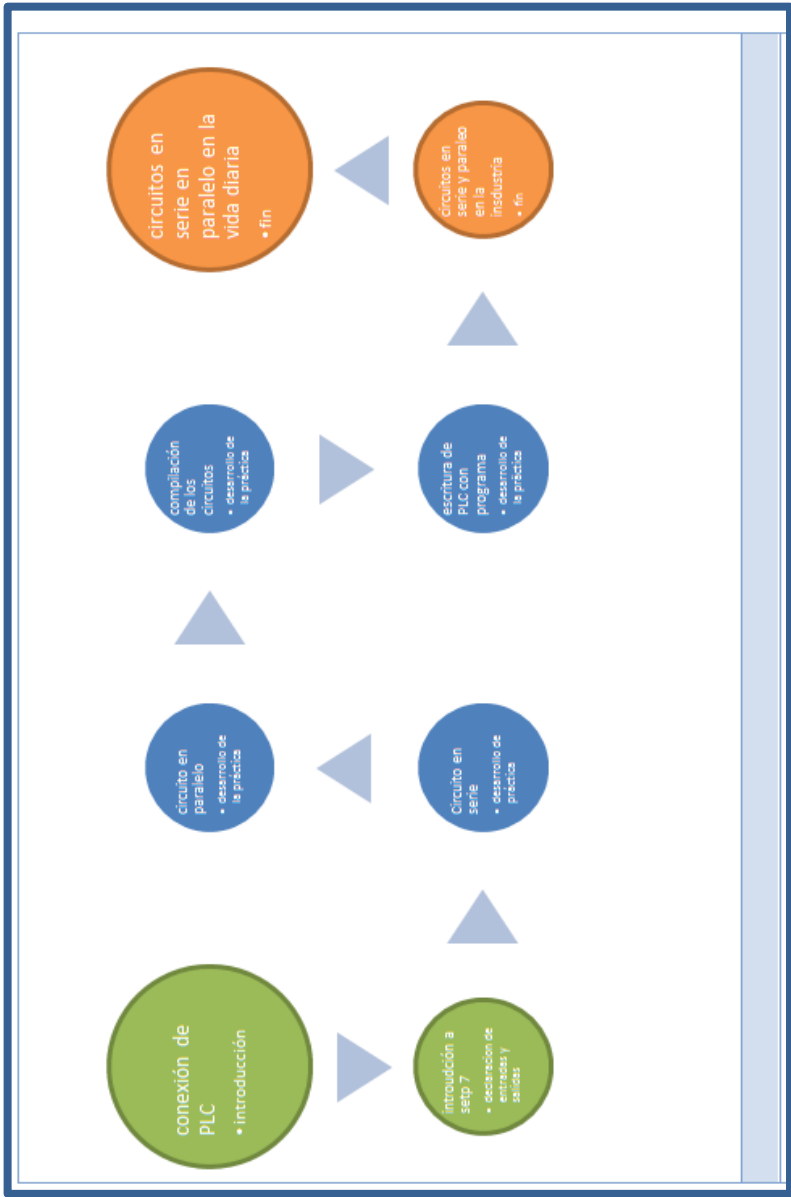 conexión de
PLC
• introducción
introudción a
setp 7
• declaracion de
entradas y
salidas
Circuito en
serie
• desarrollo de
práctica
circuito en
paralelo
• desarrollo de
la práctica
compilación
de los
circuitos
• desarrollo de
la práctica
escritura de
PLC con
programa
• desarrollo de
la práctica
circuitos en
serie y paraleo
en la
insdustria
• fin
circuitos en
serie en
paralelo en la
vida diaria
• fin